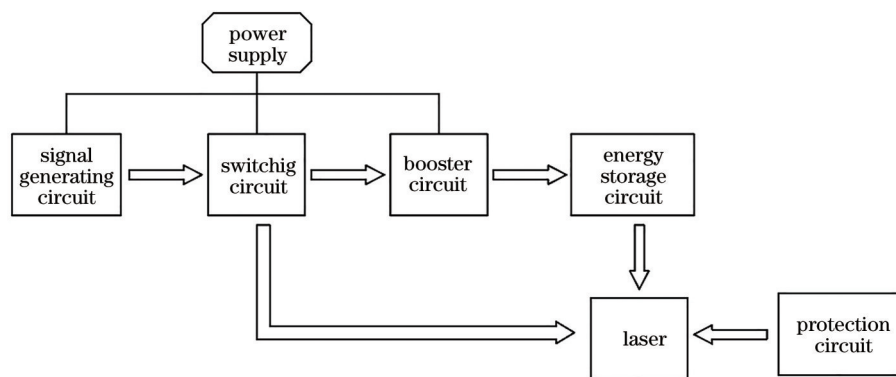 power
supply
signal
generating
circuit
switchig
circuit
booster
circuit
energy
storage
circuit
laser
protection
circuit